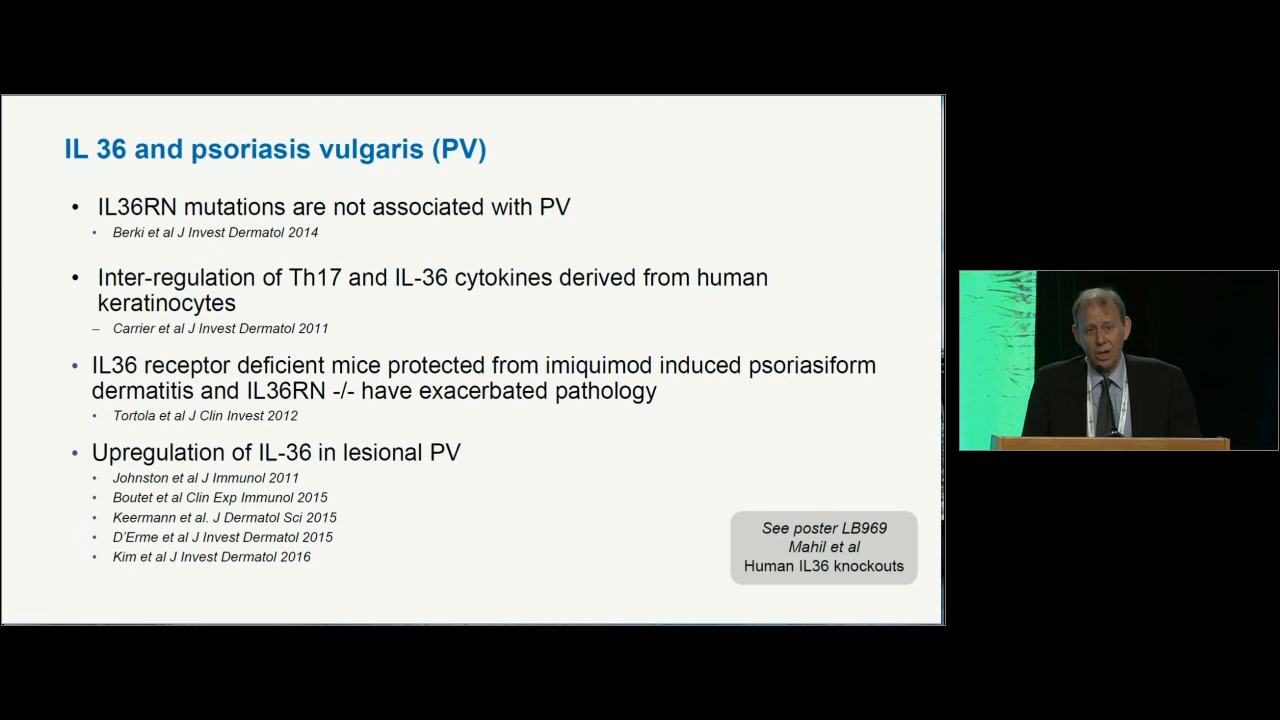 IL 36 and psoriasis vulgaris (PV)
• IL36RN mutations are not associated with PV
• Berki et al J Invest Dermatol 2014
• Inter-regulation of Th17 and IL-36 cytokines derived from human
keratinocytes
– Carrier et al J Invest Dermatol 2011
• IL36 receptor deficient mice protected from imiquimod induced psoriasiform
dermatitis and IL36RN -/- have exacerbated pathology
• Tortola et al J Clin Invest 2012
• Upregulation of IL-36 in lesional PV
• Johnston et al J Immunol 2011
• Boutet et al Clin Exp Immunol 2015
• Keermann et al. J Dermatol Sci 2015
• D'Erme et al J Invest Dermatol 2015
• Kim et al J Invest Dermatol 2016
See poster LB969
Mahil et al
Human IL36 knockouts